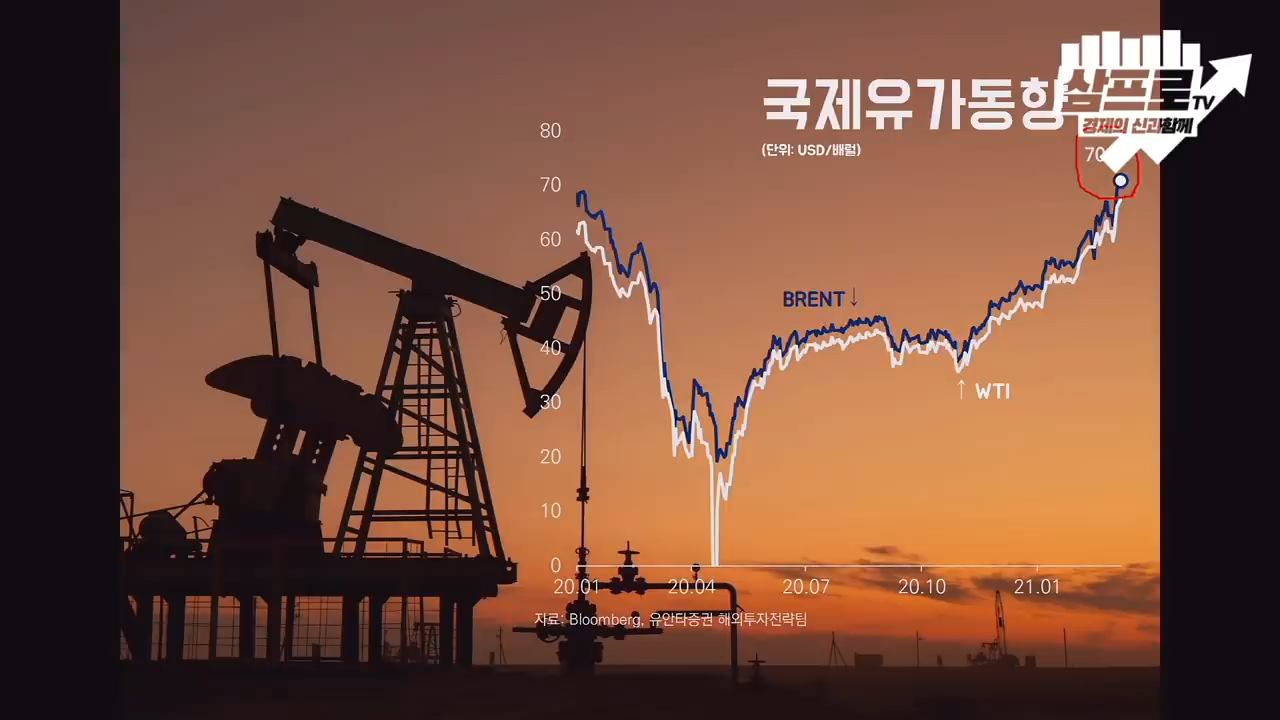 국제유가동향
삼프로TV
경제의 신과함께
(단위: USD/배럴)
80
70
60
50
40
30
20
10
0
70
BRENT ↓
↑ WTI
20.01 20.04 20.07 20.10 21.01
자료: Bloomberg, 유안타증권 해외투자전략팀